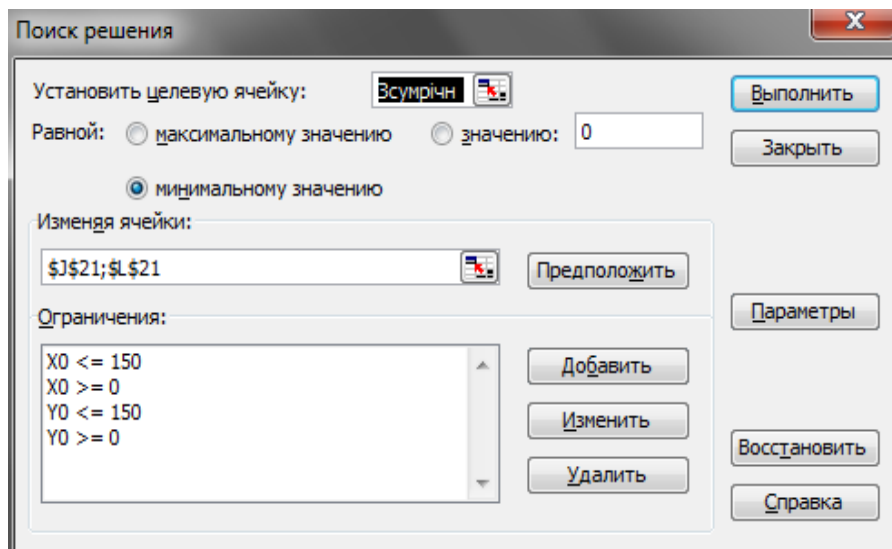 Поиск решения
Установить целевую ячейку: Всумрічн
Выполнить
Равной: максимальному значению значению: 0
Закрыть
минимальному значению
Изменяя ячейки:
$J$21;$L$21
Предположить
Ограничения:
Параметры
X0 <= 150
X0 >= 0
Y0 <= 150
Y0 >= 0
Добавить
Изменить
Удалить
Восстановить
Справка